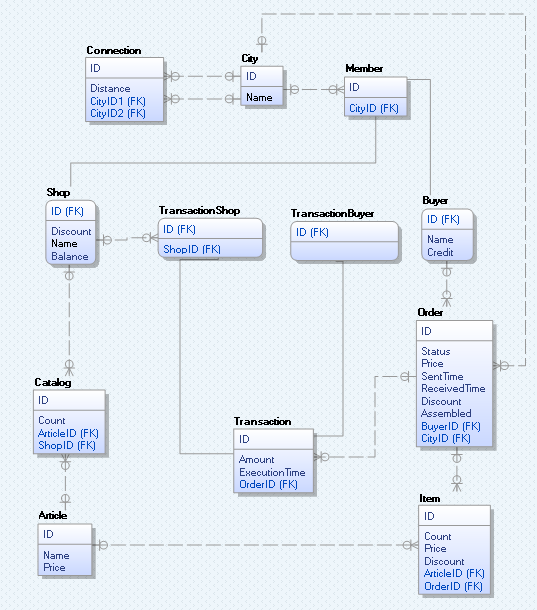 Connection
ID
Distance
CityID1 (FK)
CityID2 (FK)
City
ID
Name
Member
ID
CityID (FK)
Shop
ID (FK)
Discount
Name
Balance
TransactionShop
ID (FK)
ShopID (FK)
TransactionBuyer
ID (FK)
Buyer
ID (FK)
Name
Credit
Order
ID
Status
Price
SentTime
ReceivedTime
Discount
Assembled
BuyerID (FK)
CityID (FK)
Catalog
ID
Count
ArticleID (FK)
ShopID (FK)
Transaction
ID
Amount
ExecutionTime
OrderID (FK)
Article
ID
Name
Price
Item
ID
Count
Price
Discount
ArticleID (FK)
OrderID (FK)